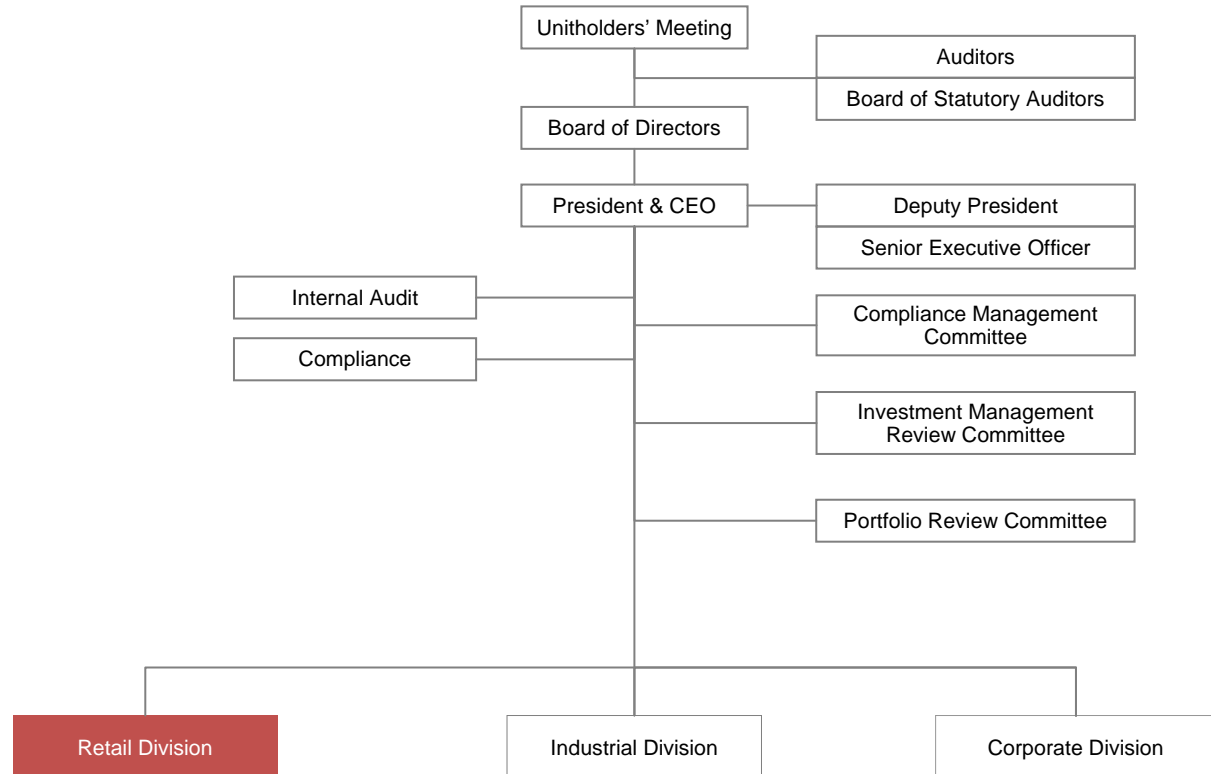 Unitholders’ Meeting
Auditors
Board of Statutory Auditors
Board of Directors
President & CEO
Deputy President
Senior Executive Officer
Internal Audit
Compliance Management
Committee
Compliance
Investment Management
Review Committee
Portfolio Review Committee
Retail Division
Industrial Division
Corporate Division